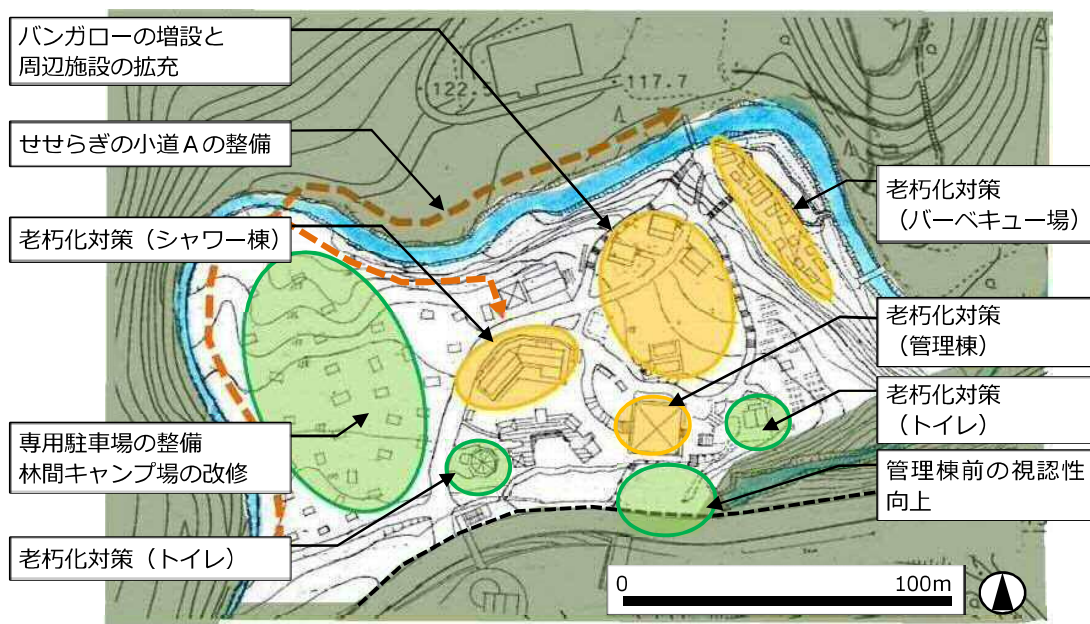 バンガローの増設と
周辺施設の拡充
せせらぎの小道Aの整備
老朽化対策（シャワー棟）
専用駐車場の整備
林間キャンプ場の改修
老朽化対策（トイレ）
117.7
老朽化対策
（バーベキュー場）
老朽化対策
（管理棟）
老朽化対策
（トイレ）
管理棟前の視認性
向上
0 100m